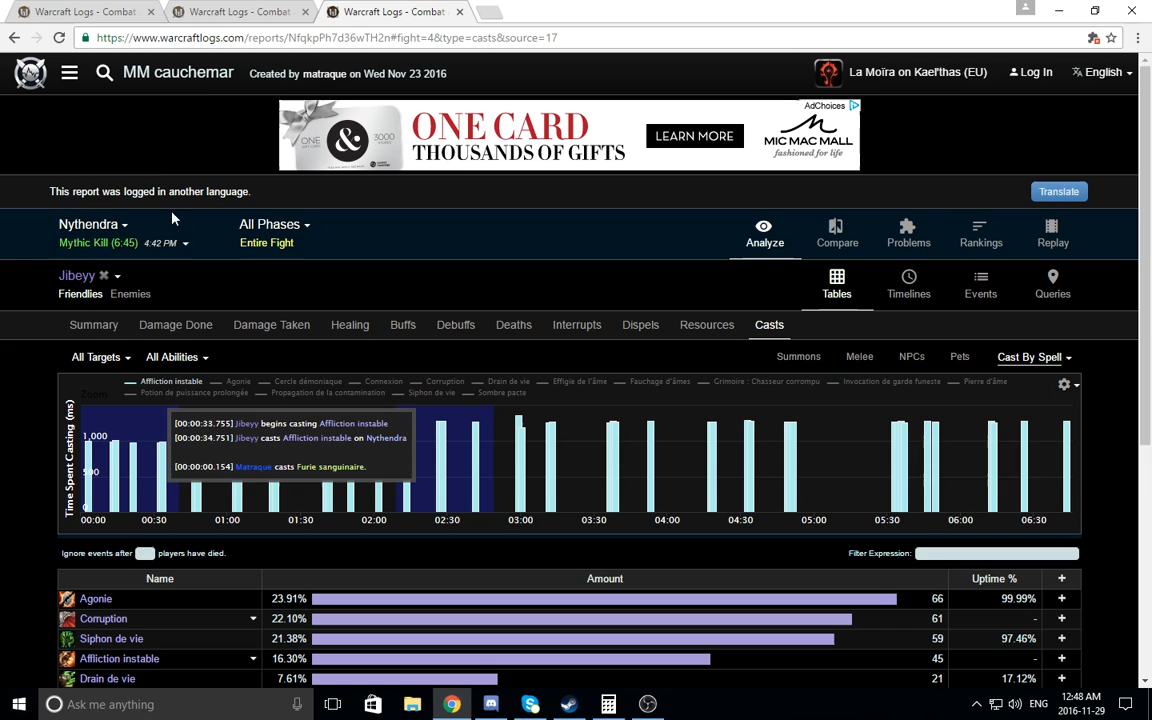 Warcraft Logs - Combat
Warcraft Logs - Combat
Warcraft Logs - Combat
https://www.warcraftlogs.com/reports/NfqkpPh7d36wTH2n#fight=4&type=casts&source=17
MM cauchemar Created by matraque on Wed Nov 23 2016
La Moïra on Kael'thas (EU) Log In English
AdChoices
ONE & 3000
ONE CARD
THOUSANDS OF GIFTS
LEARN MORE
MIC MAC MALL
fashioned for life
This report was logged in another language. Translate
Nythendra All Phases
Mythic Kill (6:45) 4:42 PM Entire Fight
Analyze Compare Problems Rankings Replay
Jibeyy
Friendlies Enemies
Tables Timelines Events Queries
Summary Damage Done Damage Taken Healing Buffs Debuffs Deaths Interrupts Dispels Resources Casts
All Targets All Abilities Summons Melee NPCs Pets Cast By Spell
Affliction instable Agonie Cercle démoniaque Connexion Corruption Drain de vie Effigie de l'âme Fauchage d'âmes Grimoire : Chasseur corrompu Invocation de garde funeste Pierre d'âme
Potion de puissance prolongée Propagation de la contamination Siphon de vie Sombre pacte
Zoom
Time Spent Casting (ms)
1,000
500
0
[00:00:33.755] Jibeyy begins casting Affliction instable
[00:00:34.751] Jibeyy casts Affliction instable on Nythendra
[00:00:00.154] Matraque casts Furie sanguinaire.
00:00 00:30 01:00 01:30 02:00 02:30 03:00 03:30 04:00 04:30 05:00 05:30 06:00 06:30
Ignore events after players have died. Filter Expression:
Name Amount Uptime % +
Agonie 23.91% 66 99.99% +
Corruption 22.10% 61 - +
Siphon de vie 21.38% 59 97.46% +
Affliction instable 16.30% 45 - +
Drain de vie 7.61% 21 17.12% +
Ask me anything
ENG
12:48 AM
2016-11-29